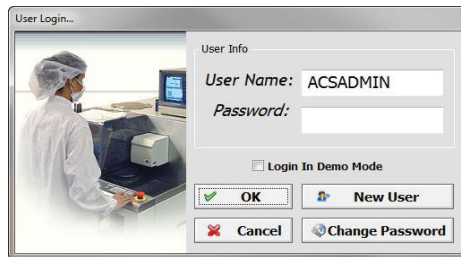 User Login...
User Info
User Name: ACSADMIN
Password:
Login In Demo Mode
OK New User
Cancel Change Password